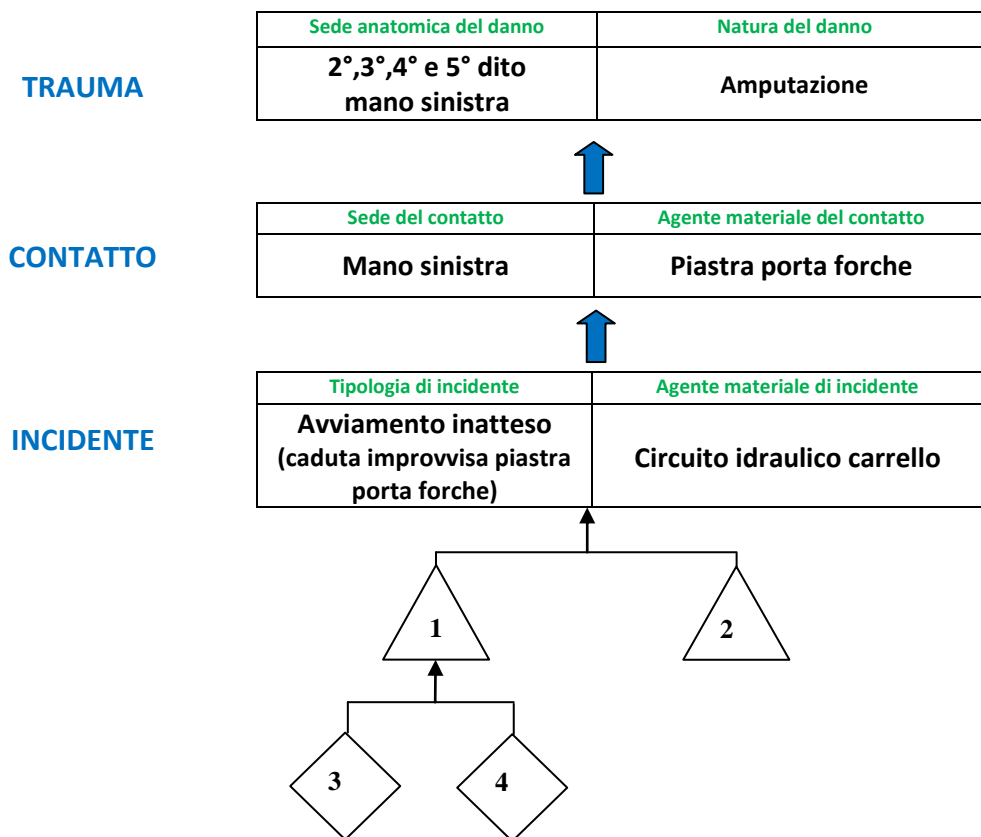 Sede anatomica del danno
Natura del danno
TRAUMA
2°,3°,4° e 5° dito
mano sinistra
Amputazione
Sede del contatto
Agente materiale del contatto
CONTATTO
Mano sinistra
Piastra porta forche
Tipologia di incidente
Agente materiale di incidente
INCIDENTE
Avviamento inatteso
(caduta improvvisa piastra
porta forche)
Circuito idraulico carrello
1
2
3
4